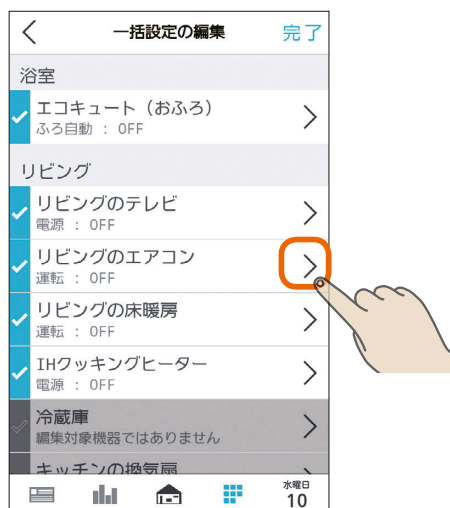 一括設定の編集
完了
浴室
エコキュート（おふろ）
ふろ自動 : OFF
リビング
リビングのテレビ
電源 : OFF
リビングのエアコン
運転 : OFF
リビングの床暖房
運転 : OFF
IHクッキングヒーター
電源 : OFF
冷蔵庫
編集対象機器ではありません
キッチンの換気扇
水曜日
10